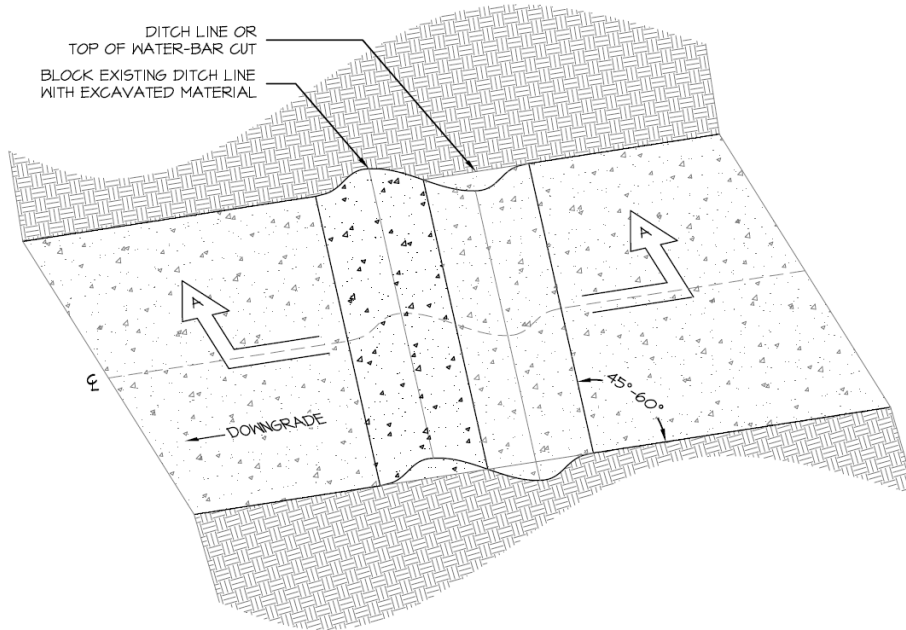 DITCH LINE OR
TOP OF WATER-BAR CUT
BLOCK EXISTING DITCH LINE
WITH EXCAVATED MATERIAL
A
A
℄
45°-60°
DOWNGRADE